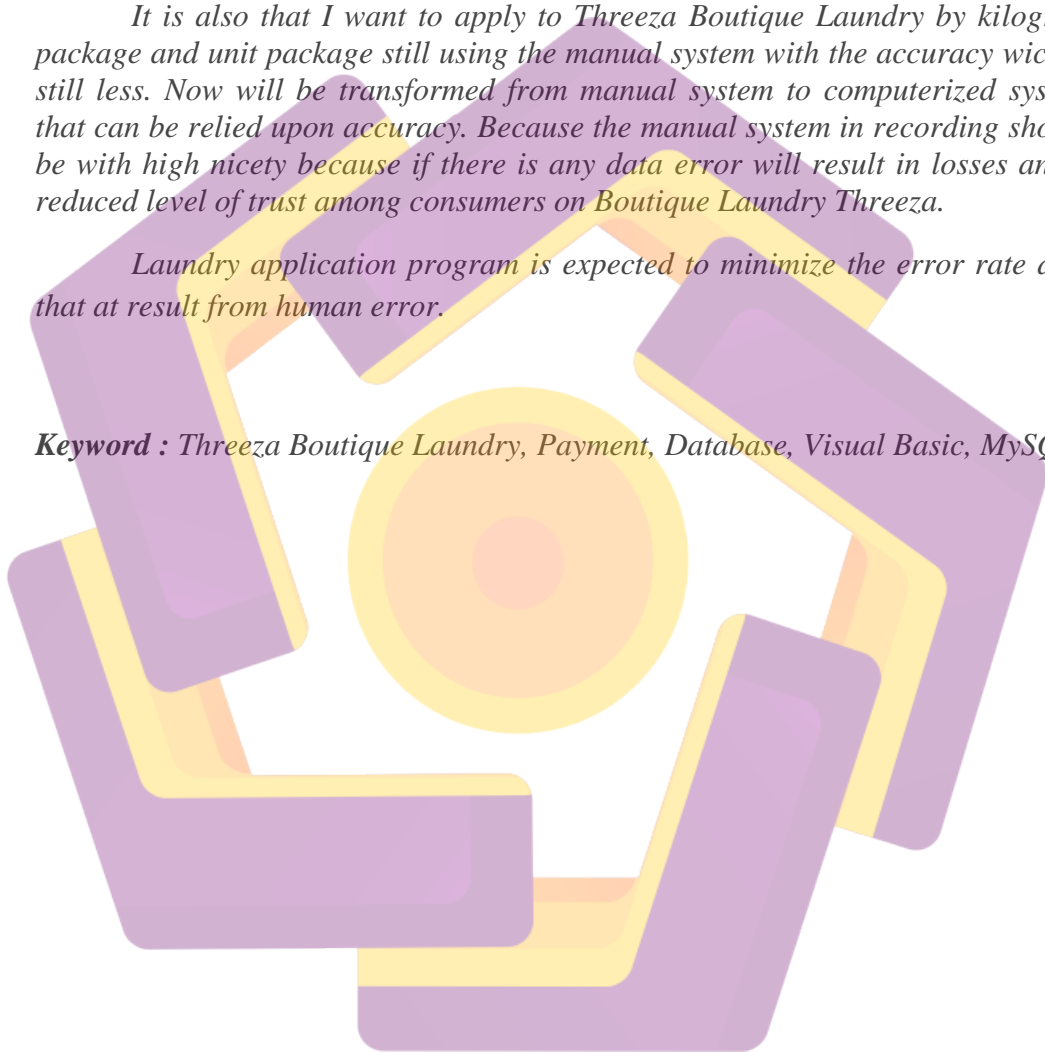 It is also that I want to apply to Threeza Boutique Laundry by kilog
package and unit package still using the manual system with the accuracy wic
still less. Now will be transformed from manual system to computerized sys
that can be relied upon accuracy. Because the manual system in recording sho
be with high nicety because if there is any data error will result in losses an
reduced level of trust among consumers on Boutique Laundry Threeza.
Laundry application program is expected to minimize the error rate a
that at result from human error.
Keyword : Threeza Boutique Laundry, Payment, Database, Visual Basic, MySQ